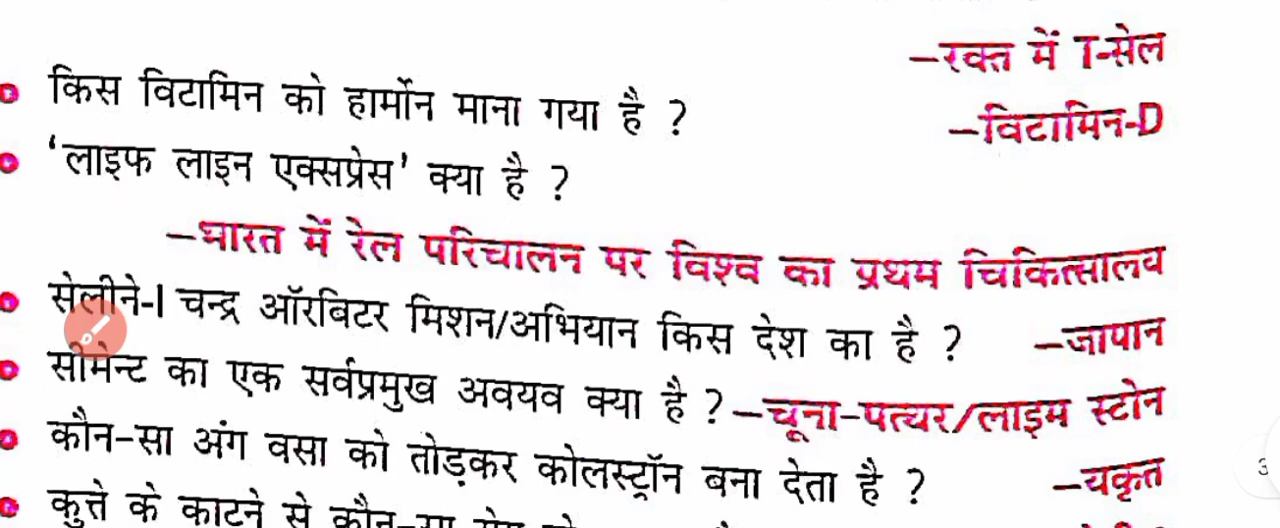 –रक्त में T-सेल
किस विटामिन को हार्मोन माना गया है ?
–विटामिन-D
‘लाइफ लाइन एक्सप्रेस’ क्या है ?
–भारत में रेल परिचालन पर विश्व का प्रथम चिकित्सालय
सेलीने-I चन्द्र ऑरबिटर मिशन/अभियान किस देश का है ? –जापान
सीमेन्ट का एक सर्वप्रमुख अवयव क्या है ? –चूना-पत्थर/लाइम स्टोन
कौन-सा अंग वसा को तोड़कर कोलस्ट्रॉन बना देता है ? –यकृत
कुत्ते के काटने से कौन-सा
3